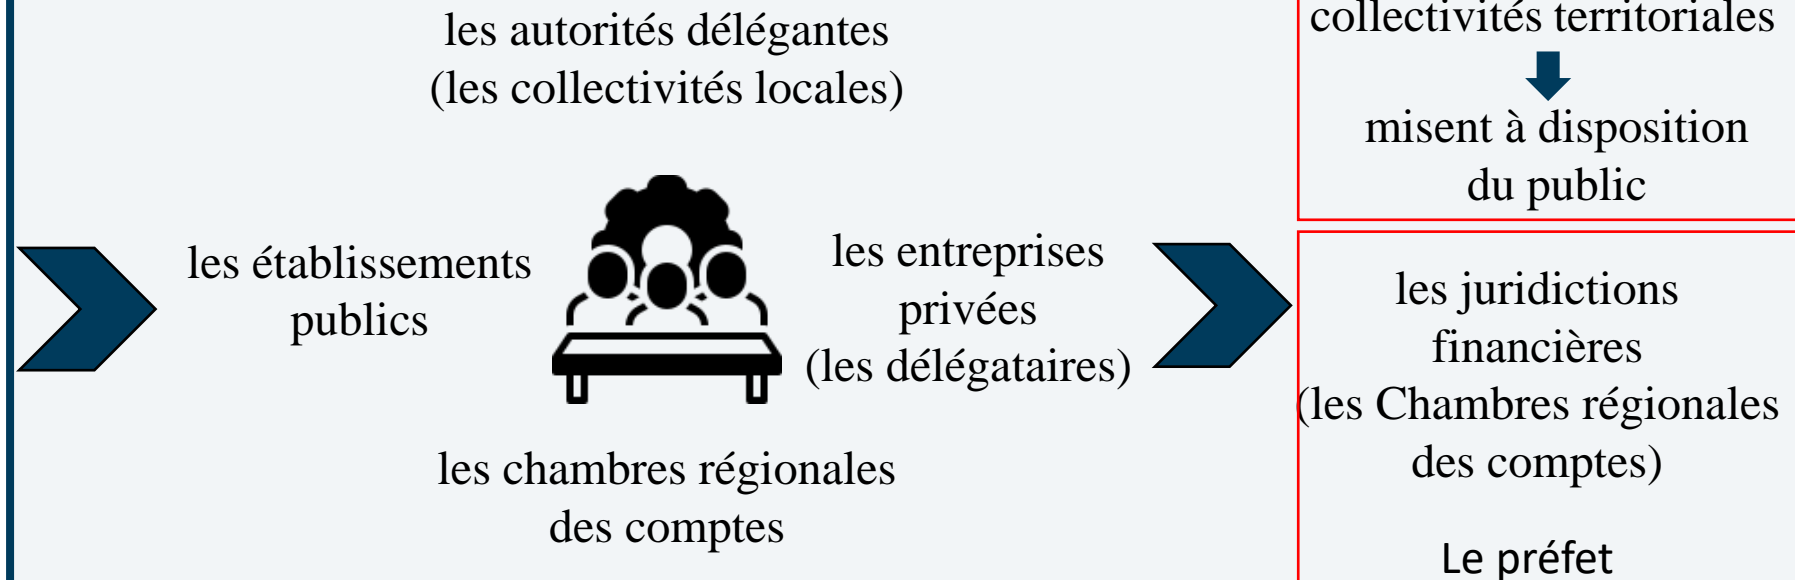 les autorités délégantes
(les collectivités locales)
les établissements
publics
les entreprises
privées
(les délégataires)
les chambres régionales
des comptes
collectivités territoriales
misent à disposition
du public
les juridictions
financières
(les Chambres régionales
des comptes)
Le préfet